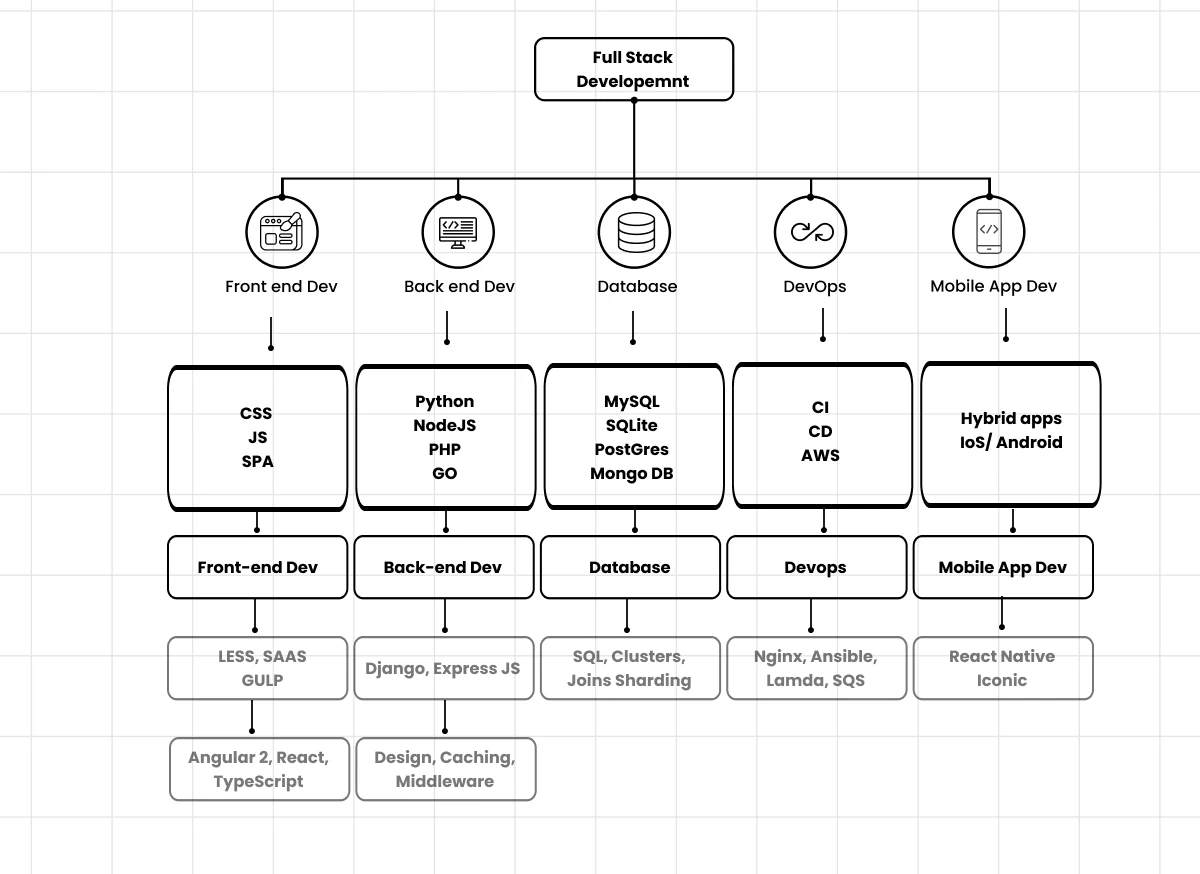 Full Stack
Developemnt
Front end Dev
Back end Dev
Database
DevOps
Mobile App Dev
CSS
JS
SPA
Python
NodeJS
PHP
GO
MySQL
SQLite
PostGres
Mongo DB
CI
CD
AWS
Hybrid apps
IoS/ Android
Front-end Dev
Back-end Dev
Database
Devops
Mobile App Dev
LESS, SAAS
GULP
Django, Express JS
SQL, Clusters,
Joins Sharding
Nginx, Ansible,
Lamda, SQS
React Native
Iconic
Angular 2, React,
TypeScript
Design, Caching,
Middleware